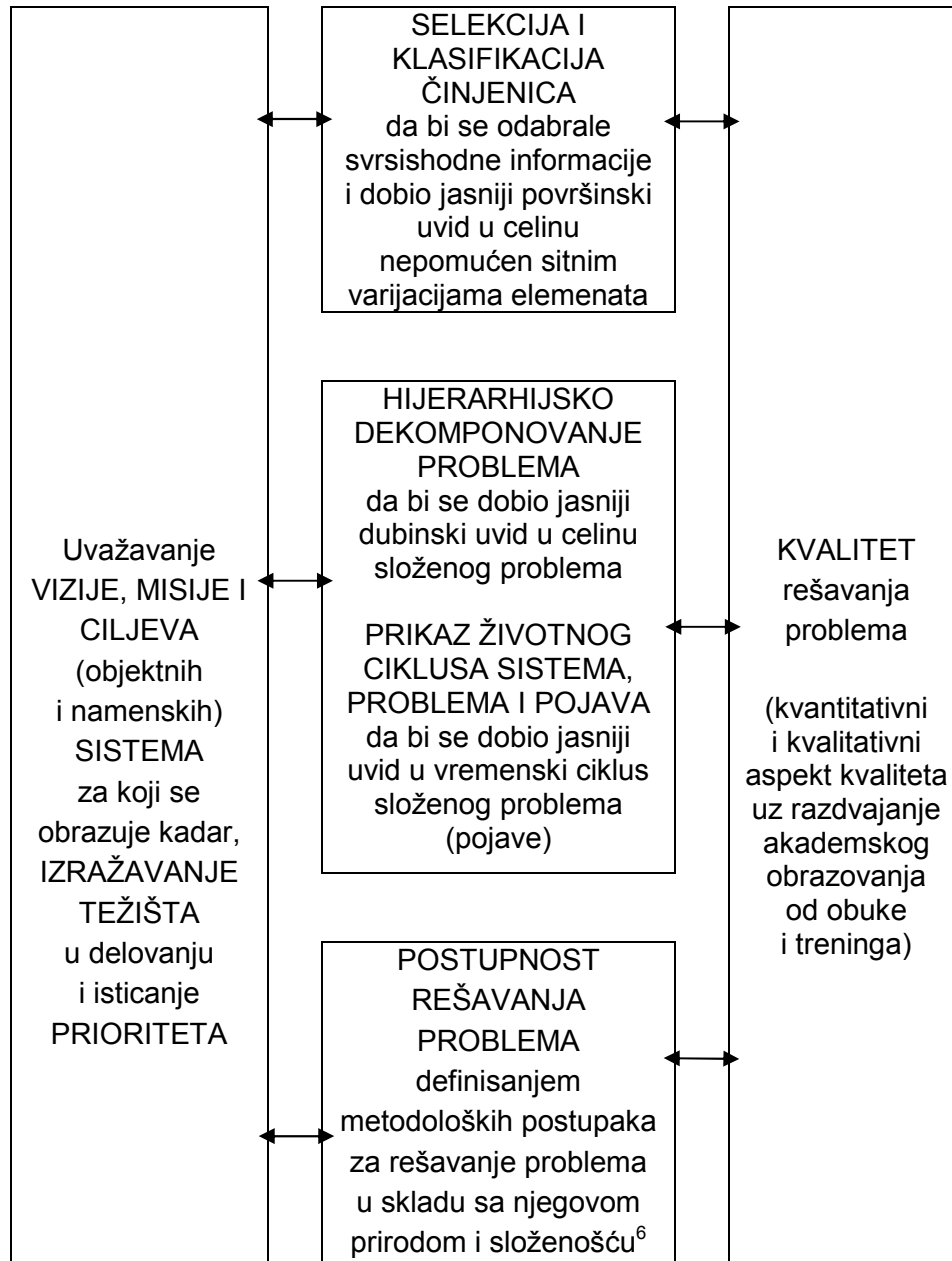 Uvažavanje
VIZIJE, MISIJE I
CILJEVA
(objektnih
i namenskih)
SISTEMA
za koji se
obrazuje kadar,
IZRAŽAVANJE
TEŽIŠTA
u delovanju
i isticanje
PRIORITETA
SELEKCIJA I
KLASIFIKACIJA
ČINJENICA
da bi se odabrale
svrsishodne informacije
i dobio jasniji površinski
uvid u celinu
nepomućen sitnim
varijacijama elemenata
HIJERARHIJSKO
DEKOMPONOVANJE
PROBLEMA
da bi se dobio jasniji
dubinski uvid u celinu
složenog problema
PRIKAZ ŽIVOTNOG
CIKLUSA SISTEMA,
PROBLEMA I POJAVA
da bi se dobio jasniji
uvid u vremenski ciklus
složenog problema
(pojave)
POSTUPNOST
REŠAVANJA
PROBLEMA
definisanjem
metodoloških postupaka
za rešavanje problema
u skladu sa njegovom
prirodom i složenošću⁶
KVALITET
rešavanja
problema
(kvantitativni
i kvalitativni
aspekt kvaliteta
uz razdvajanje
akademskog
obrazovanja
od obuke
i treninga)